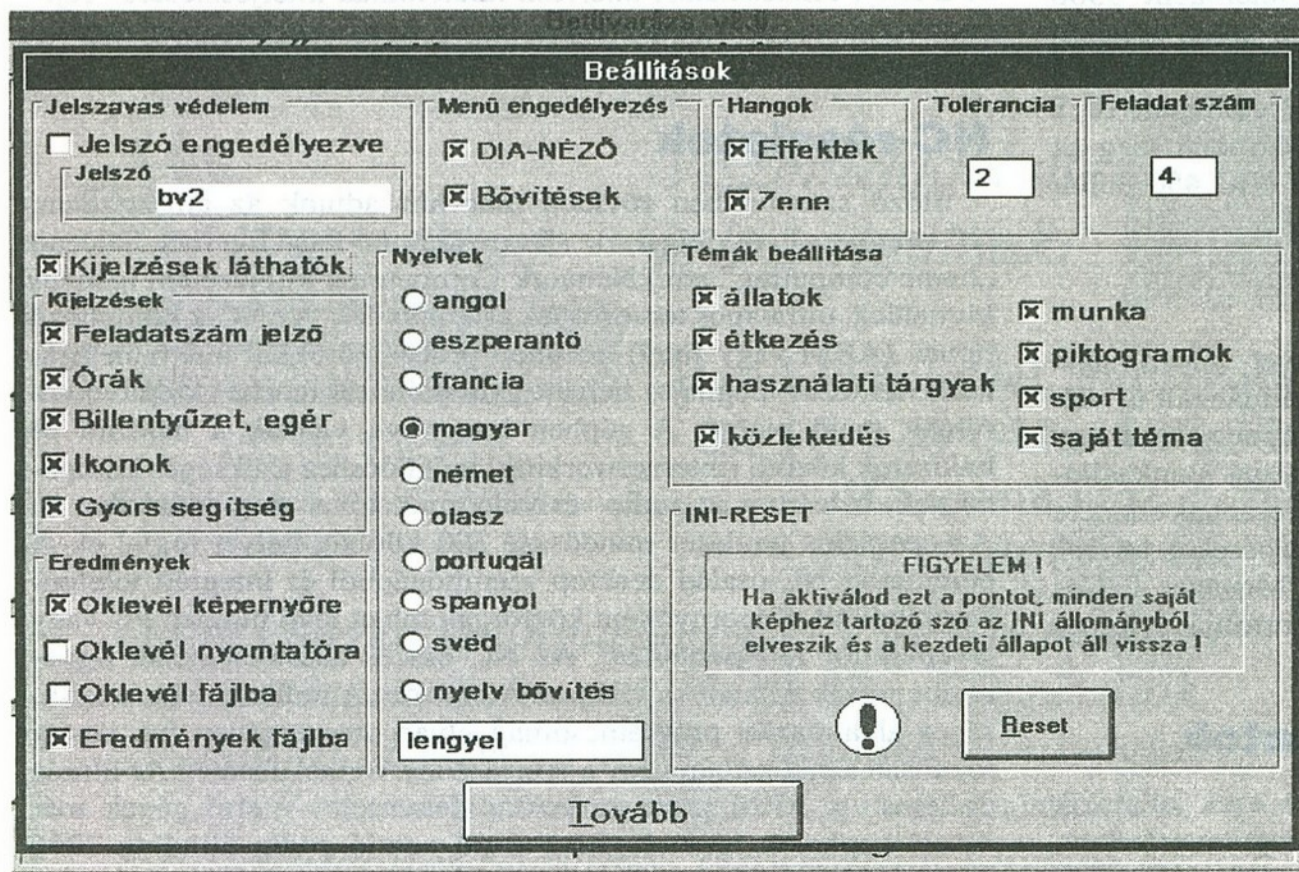 Betűvarázs v2.0
Beállítások
Jelszavas védelem
Jelszó engedélyezve
Jelszó
bv2
Menü engedélyezés
DIA-NÉZŐ
Bővítések
Hangok
Effektek
Zene
Tolerancia
2
Feladat szám
4
Kijelzések láthatók
Kijelzések
Feladatszám jelző
Órák
Billentyűzet, egér
Ikonok
Gyors segítség
Eredmények
Oklevél képernyőre
Oklevél nyomtatóra
Oklevél fájlba
Eredmények fájlba
Nyelvek
angol
eszperantó
francia
magyar
német
olasz
portugál
spanyol
svéd
nyelv bővítés
lengyel
Témák beállitása
állatok
étkezés
használati tárgyak
közlekedés
munka
piktogramok
sport
saját téma
INI-RESET
FIGYELEM !
Ha aktiválod ezt a pontot, minden saját
képhez tartozó szó az INI állományból
elveszik és a kezdeti állapot áll vissza !
Reset
Tovább